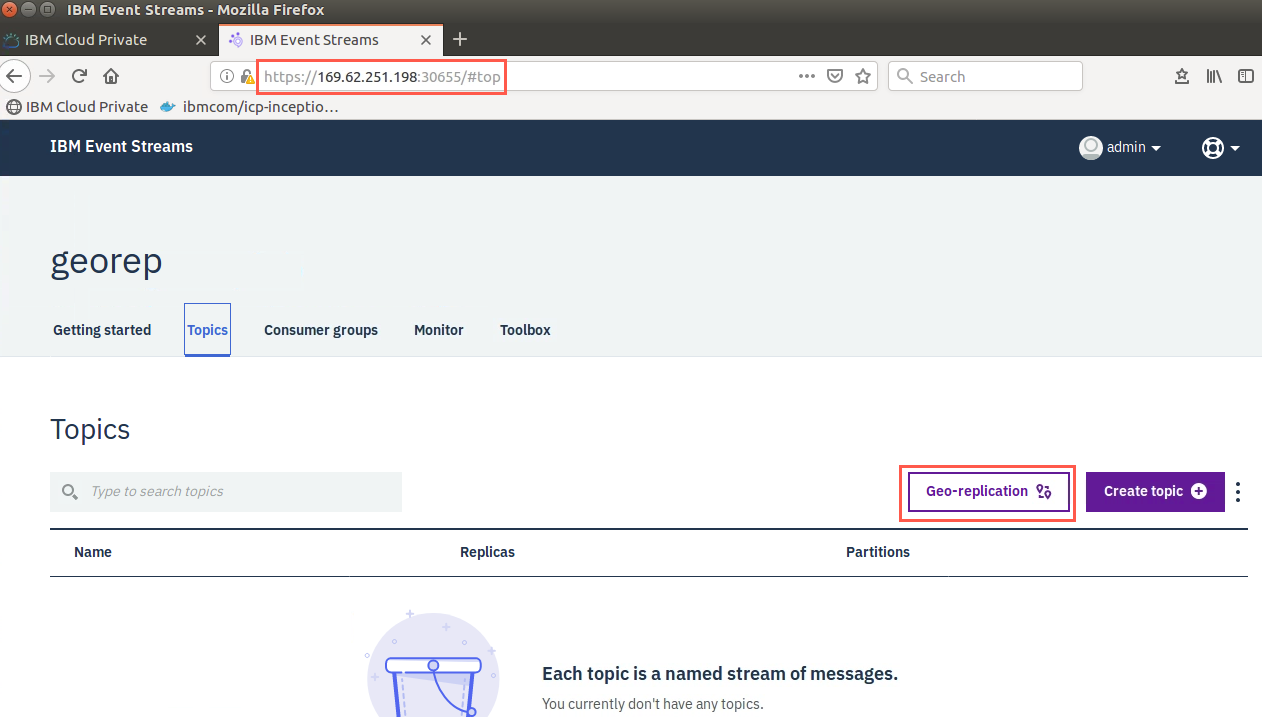 IBM Event Streams - Mozilla Firefox
IBM Cloud Private
IBM Event Streams
https://169.62.251.198:30655/#top
Search
IBM Cloud Private
ibmcom/icp-inceptio…
IBM Event Streams
admin
georep
Getting started
Topics
Consumer groups
Monitor
Toolbox
Topics
Type to search topics
Geo-replication
Create topic
Name
Replicas
Partitions
Each topic is a named stream of messages.
You currently don't have any topics.